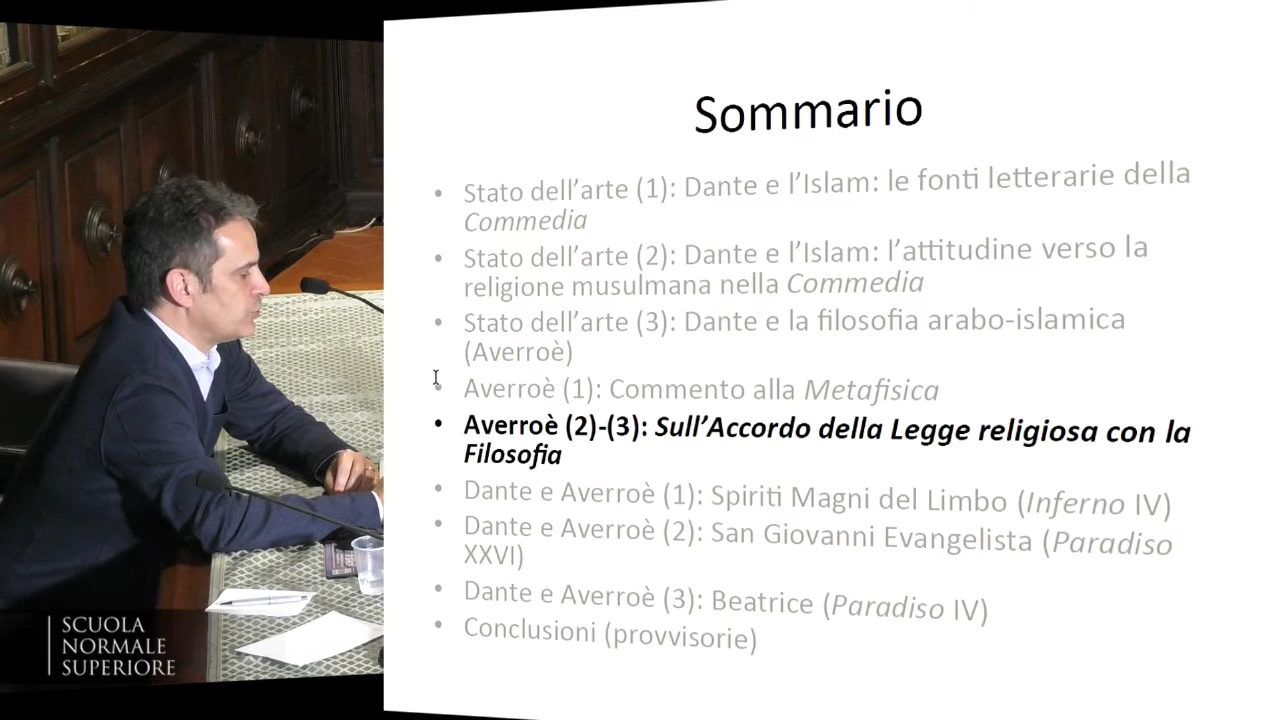 Sommario
• Stato dell’arte (1): Dante e l’Islam: le fonti letterarie della
Commedia
• Stato dell’arte (2): Dante e l’Islam: l’attitudine verso la
religione musulmana nella Commedia
• Stato dell’arte (3): Dante e la filosofia arabo-islamica
(Averroè)
• Averroè (1): Commento alla Metafisica
• Averroè (2)-(3): Sull’Accordo della Legge religiosa con la
Filosofia
• Dante e Averroè (1): Spiriti Magni del Limbo (Inferno IV)
• Dante e Averroè (2): San Giovanni Evangelista (Paradiso
XXVI)
• Dante e Averroè (3): Beatrice (Paradiso IV)
• Conclusioni (provvisorie)
SCUOLA
NORMALE
SUPERIORE